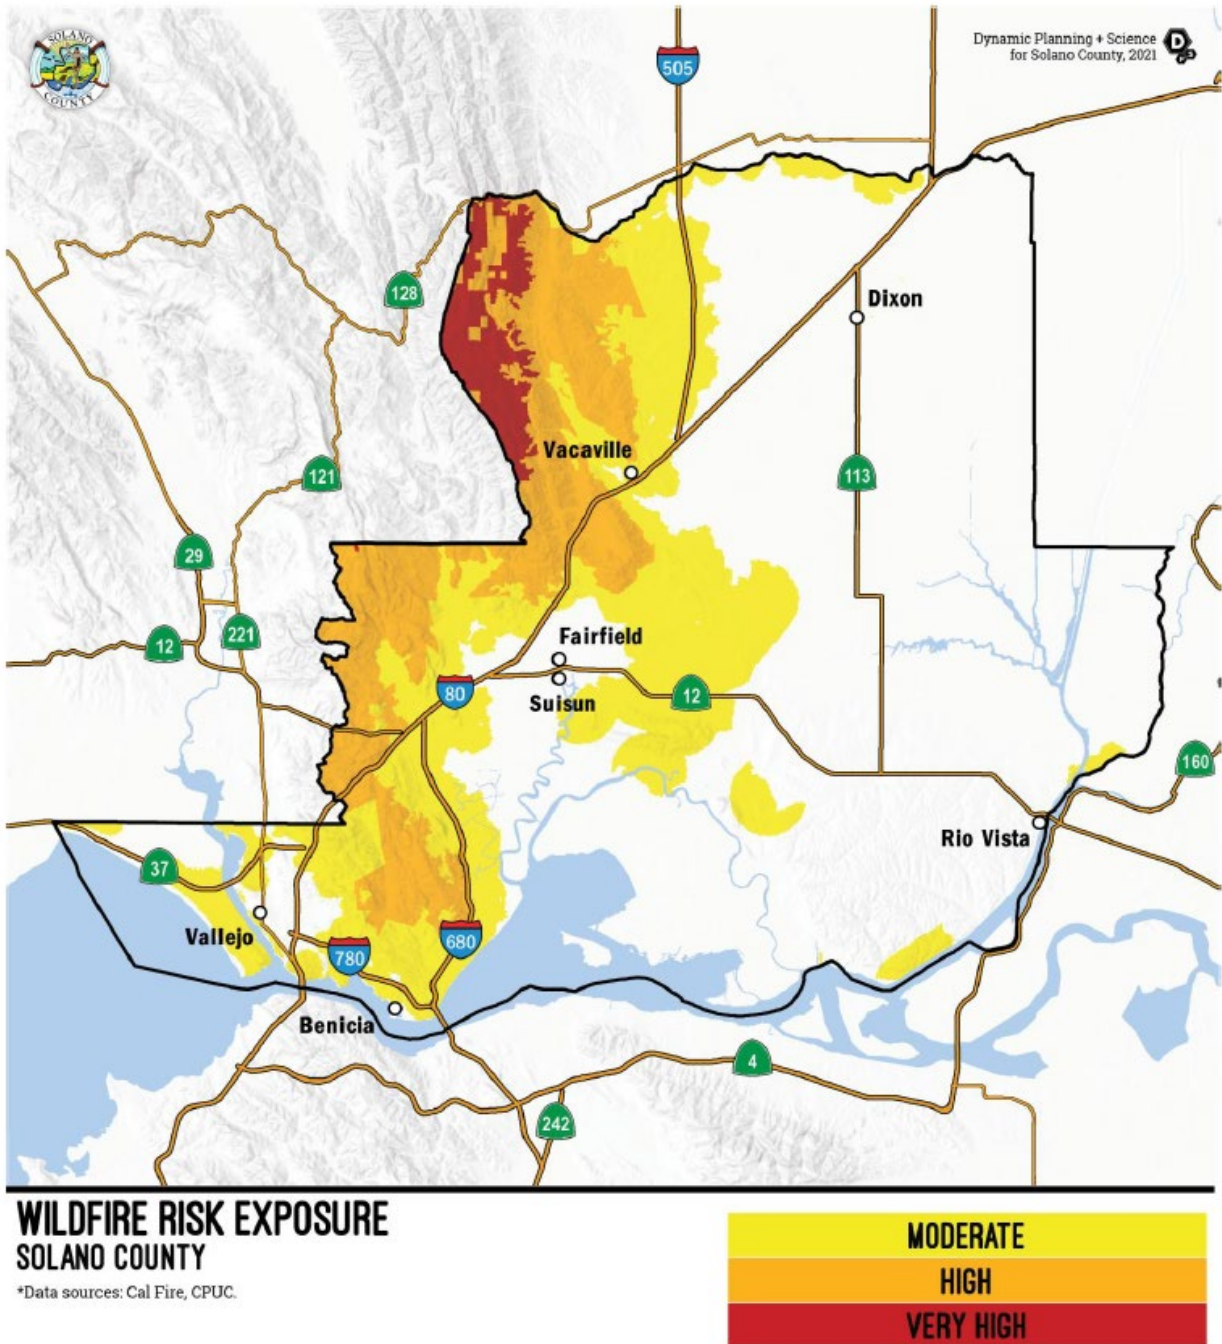 SOLANO
COUNTY
Dynamic Planning + Science
for Solano County, 2021
D
505
128
Dixon
Vacaville
121
113
29
12
221
Fairfield
80
Suisun
12
160
37
Rio Vista
Vallejo
780
680
Benicia
4
242
WILDFIRE RISK EXPOSURE
SOLANO COUNTY
*Data sources: Cal Fire, CPUC.
MODERATE
HIGH
VERY HIGH